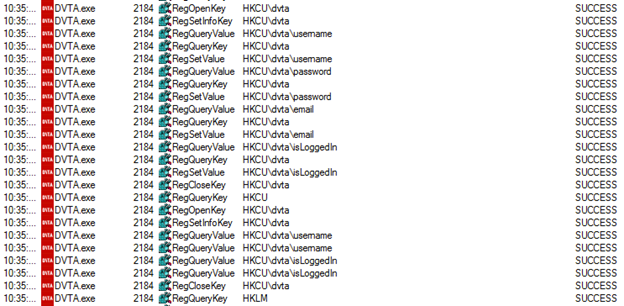 10:35:... DVTA.exe 2184 RegOpenKey HKCU\dvta SUCCESS
10:35:... DVTA.exe 2184 RegSetInfoKey HKCU\dvta SUCCESS
10:35:... DVTA.exe 2184 RegQueryValue HKCU\dvta\username SUCCESS
10:35:... DVTA.exe 2184 RegQueryKey HKCU\dvta SUCCESS
10:35:... DVTA.exe 2184 RegSetValue HKCU\dvta\username SUCCESS
10:35:... DVTA.exe 2184 RegQueryValue HKCU\dvta\password SUCCESS
10:35:... DVTA.exe 2184 RegQueryKey HKCU\dvta SUCCESS
10:35:... DVTA.exe 2184 RegSetValue HKCU\dvta\password SUCCESS
10:35:... DVTA.exe 2184 RegQueryValue HKCU\dvta\email SUCCESS
10:35:... DVTA.exe 2184 RegQueryKey HKCU\dvta SUCCESS
10:35:... DVTA.exe 2184 RegSetValue HKCU\dvta\email SUCCESS
10:35:... DVTA.exe 2184 RegQueryValue HKCU\dvta\isLoggedIn SUCCESS
10:35:... DVTA.exe 2184 RegQueryKey HKCU\dvta SUCCESS
10:35:... DVTA.exe 2184 RegSetValue HKCU\dvta\isLoggedIn SUCCESS
10:35:... DVTA.exe 2184 RegCloseKey HKCU\dvta SUCCESS
10:35:... DVTA.exe 2184 RegQueryKey HKCU SUCCESS
10:35:... DVTA.exe 2184 RegOpenKey HKCU\dvta SUCCESS
10:35:... DVTA.exe 2184 RegSetInfoKey HKCU\dvta SUCCESS
10:35:... DVTA.exe 2184 RegQueryValue HKCU\dvta\username SUCCESS
10:35:... DVTA.exe 2184 RegQueryValue HKCU\dvta\username SUCCESS
10:35:... DVTA.exe 2184 RegQueryValue HKCU\dvta\isLoggedIn SUCCESS
10:35:... DVTA.exe 2184 RegQueryValue HKCU\dvta\isLoggedIn SUCCESS
10:35:... DVTA.exe 2184 RegCloseKey HKCU\dvta SUCCESS
10:35:... DVTA.exe 2184 RegQueryKey HKLM SUCCESS